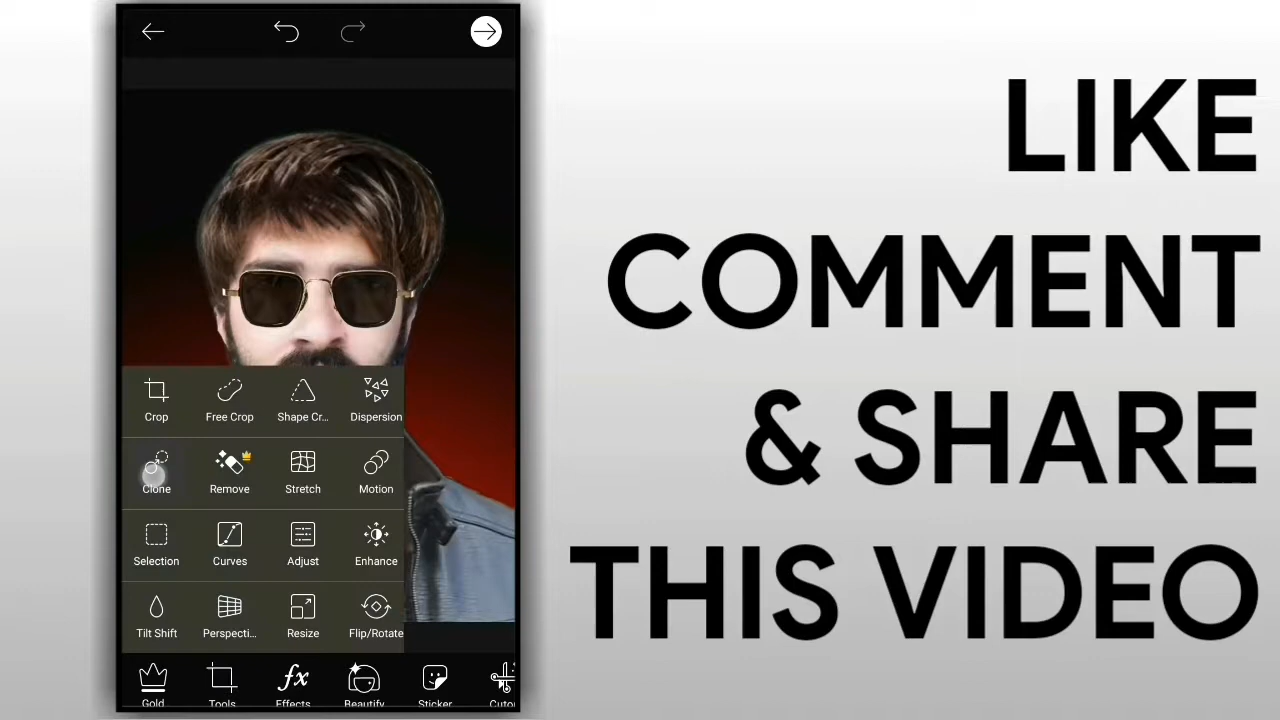 LIKE
COMMENT
& SHARE
THIS VIDEO
Crop Free Crop Shape Cr... Dispersion
Clone Remove Stretch Motion
Selection Curves Adjust Enhance
Tilt Shift Perspecti... Resize Flip/Rotate
Gold Tools Effects Beautify Sticker Cuto